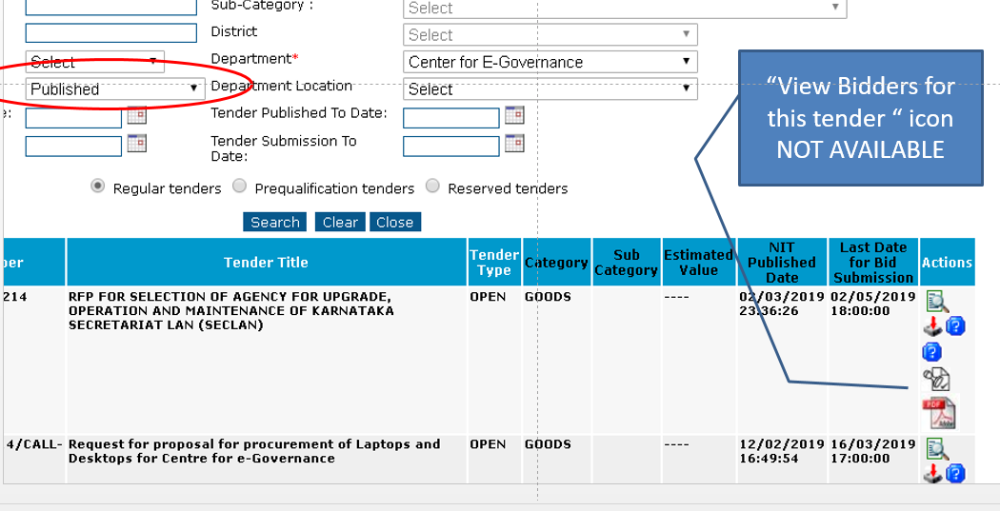 Sub-Category :
Select
District
Select
Select
Department*
Center for E-Governance
Published
Department Location
Select
e:
Tender Published To Date:
Tender Submission To
Date:
Regular tenders
Prequalification tenders
Reserved tenders
Search
Clear
Close
“View Bidders for
this tender “ icon
NOT AVAILABLE
ber
Tender Title
Tender
Type
Category
Sub
Category
Estimated
Value
NIT
Published
Date
Last Date
for Bid
Submission
Actions
214
RFP FOR SELECTION OF AGENCY FOR UPGRADE,
OPERATION AND MAINTENANCE OF KARNATAKA
SECRETARIAT LAN (SECLAN)
OPEN
GOODS
----
02/03/2019
23:36:26
02/05/2019
18:00:00
PDF
Adobe
4/CALL-
Request for proposal for procurement of Laptops and
Desktops for Centre for e-Governance
OPEN
GOODS
----
12/02/2019
16:49:54
16/03/2019
17:00:00